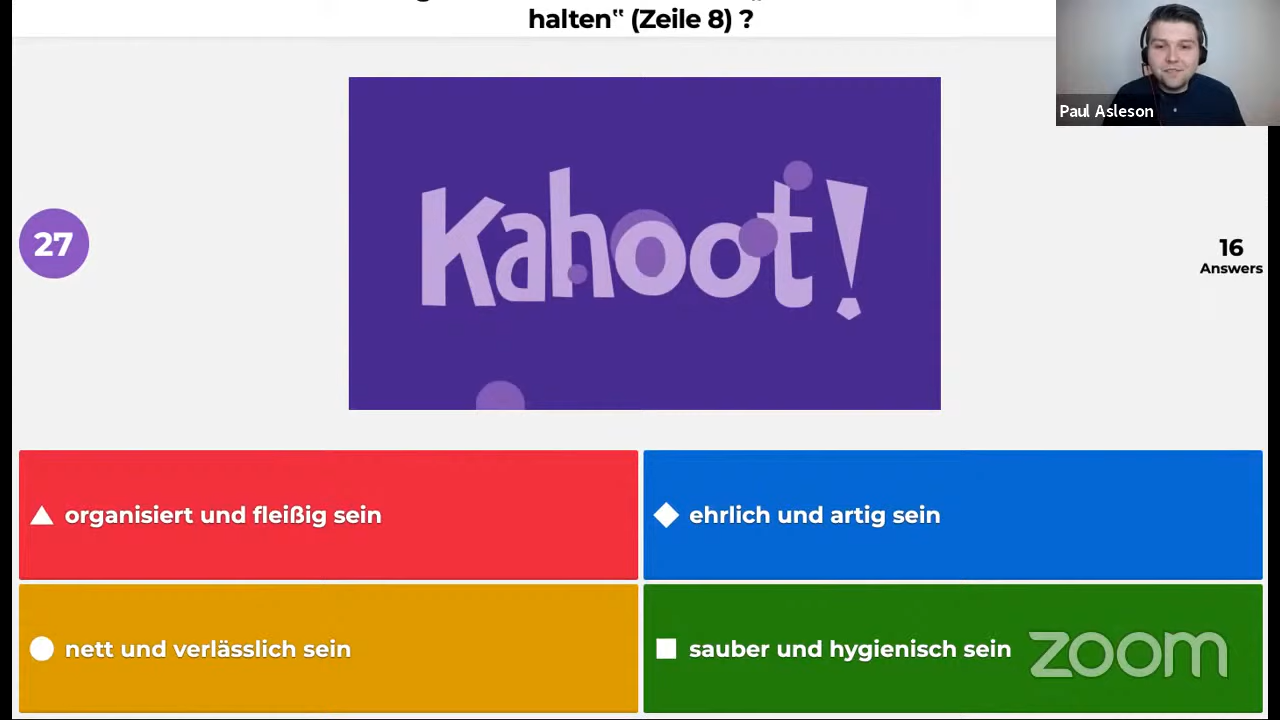 halten“ (Zeile 8) ?
Paul Asleson
Kahoot!
27
16
Answers
organisiert und fleißig sein
ehrlich und artig sein
nett und verlässlich sein
sauber und hygienisch sein
zoom